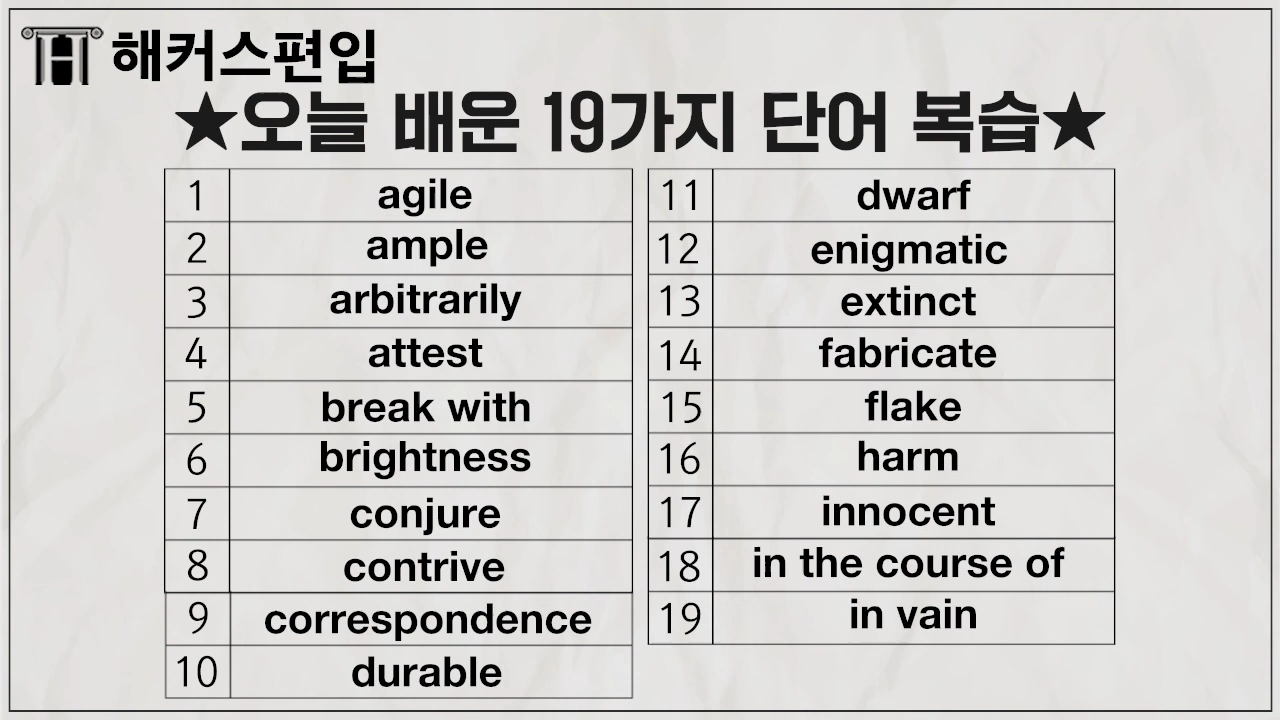 해커스편입
★오늘 배운 19가지 단어 복습★
1 agile
2 ample
3 arbitrarily
4 attest
5 break with
6 brightness
7 conjure
8 contrive
9 correspondence
10 durable
11 dwarf
12 enigmatic
13 extinct
14 fabricate
15 flake
16 harm
17 innocent
18 in the course of
19 in vain